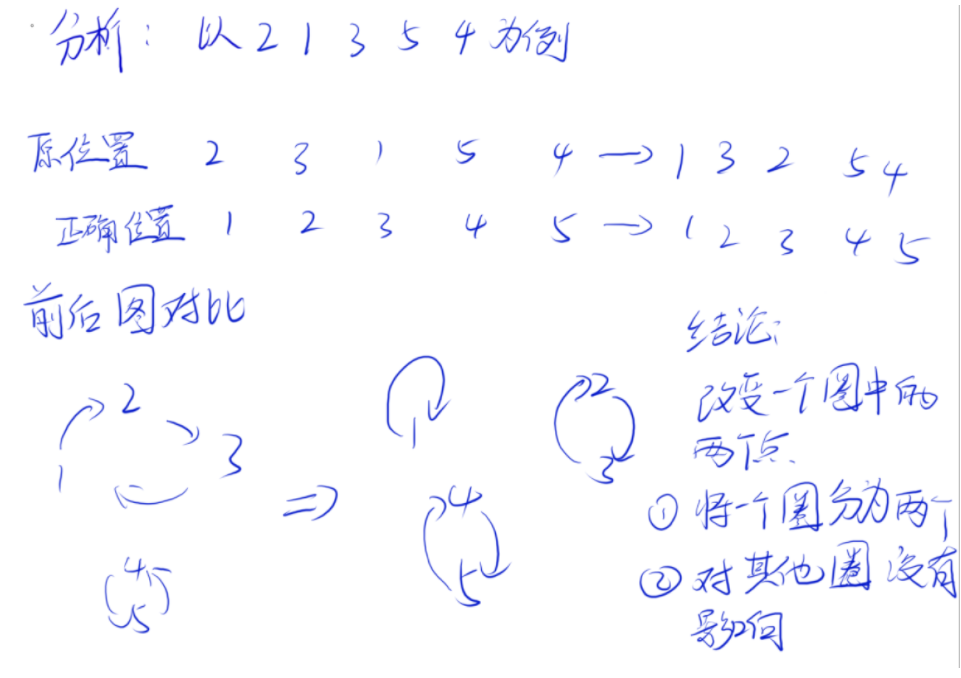 分析: 以 2 1 3 5 4 为例
原位置 2 3 1 5 4 → 1 3 2 5 4
正确位置 1 2 3 4 5 → 1 2 3 4 5
前后图对比
1 2 3
4 5
⇒
1
2 3
4 5
结论:
改变一个圈中的
两个点.
① 将一个圈分为两个
② 对其他圈没有
影响